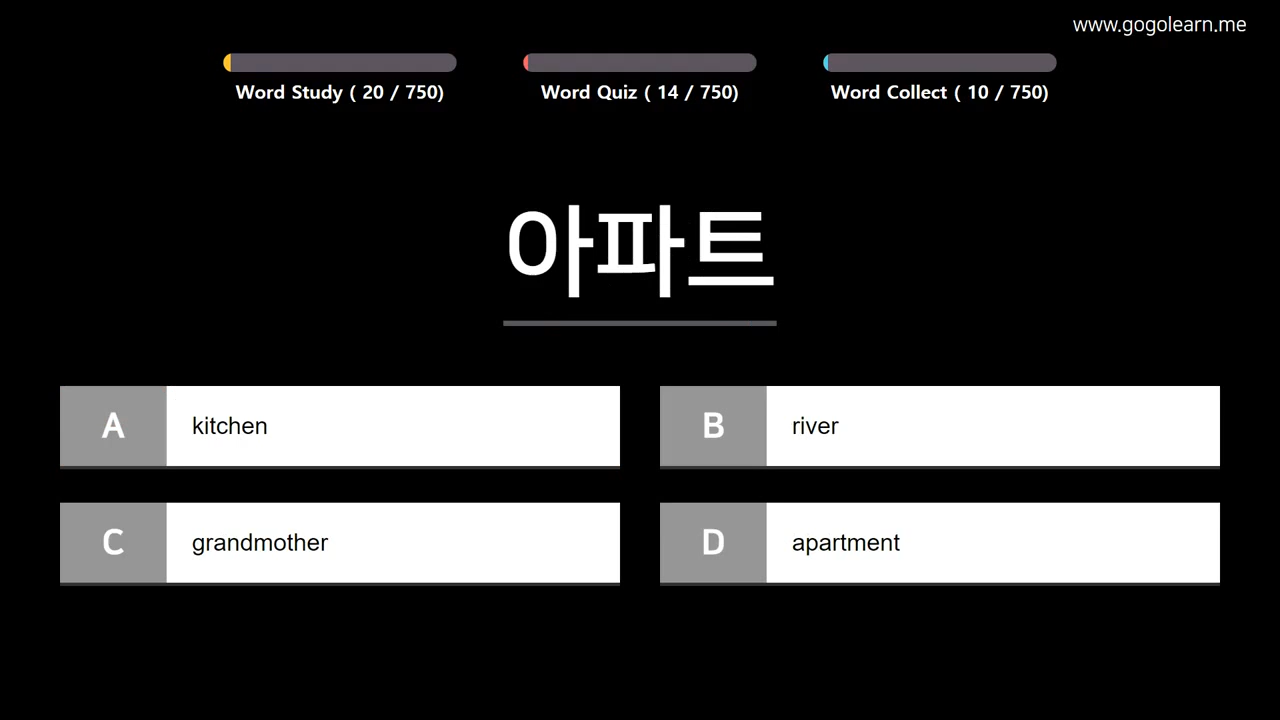 www.gogolearn.me
Word Study ( 20 / 750)
Word Quiz ( 14 / 750)
Word Collect ( 10 / 750)
아파트
A kitchen
B river
C grandmother
D apartment